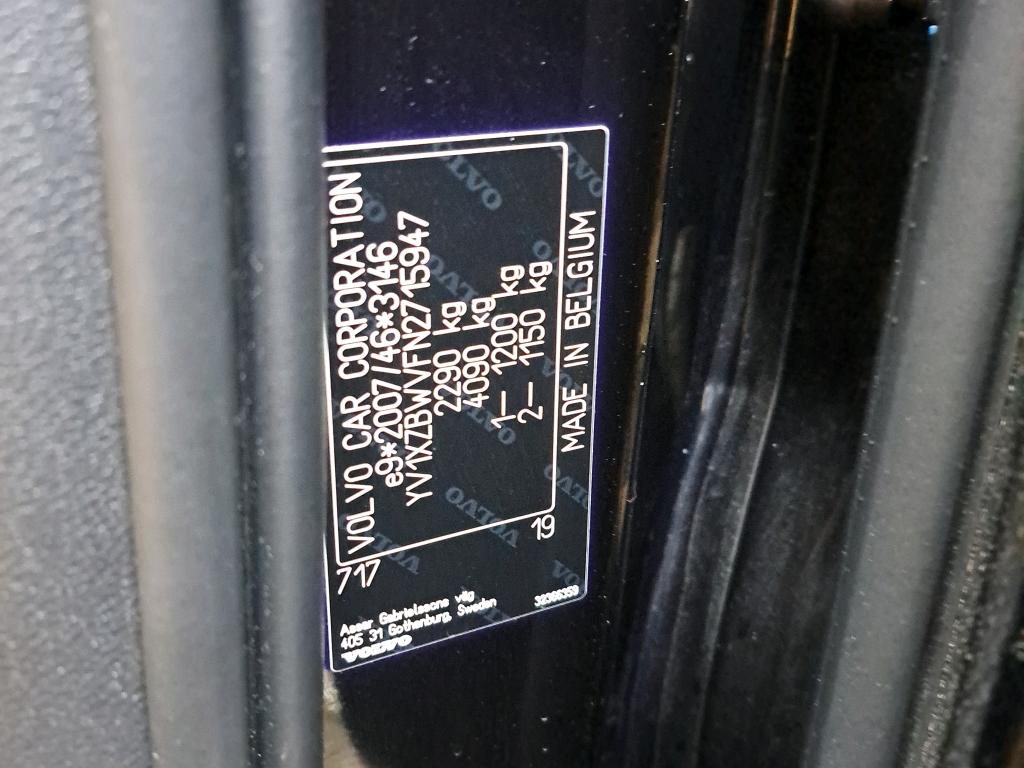 VOLVO CAR CORPORATION
e9*2007/46*3146
YV1XZBWVFN2715947
2290 kg
4090 kg
1– 1200 kg
2– 1150 kg
MADE IN BELGIUM
717
19
Assar Gabrielssons väg
405 31 Gothenburg, Sweden
VOLVO
32366359